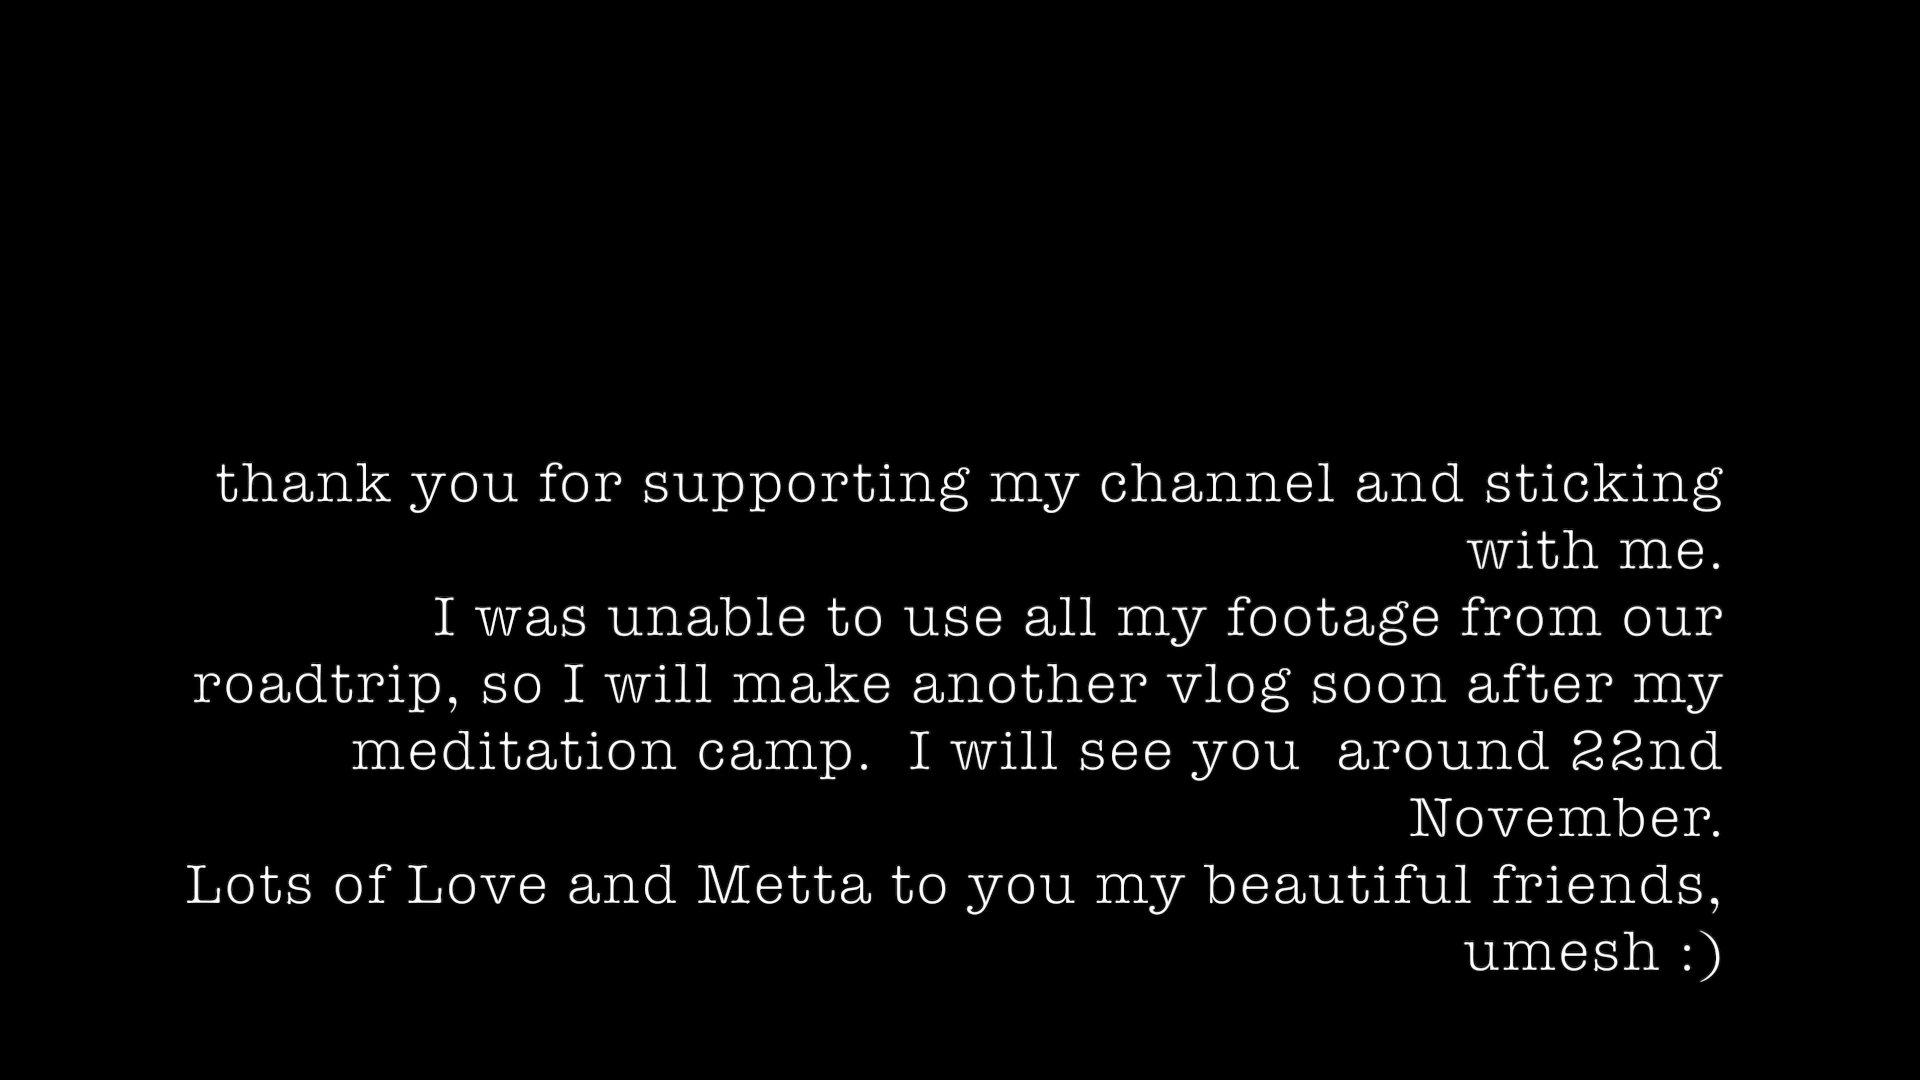 thank you for supporting my channel and sticking
with me.
I was unable to use all my footage from our
roadtrip, so I will make another vlog soon after my
meditation camp.  I will see you  around 22nd
November.
Lots of Love and Metta to you my beautiful friends,
umesh :)